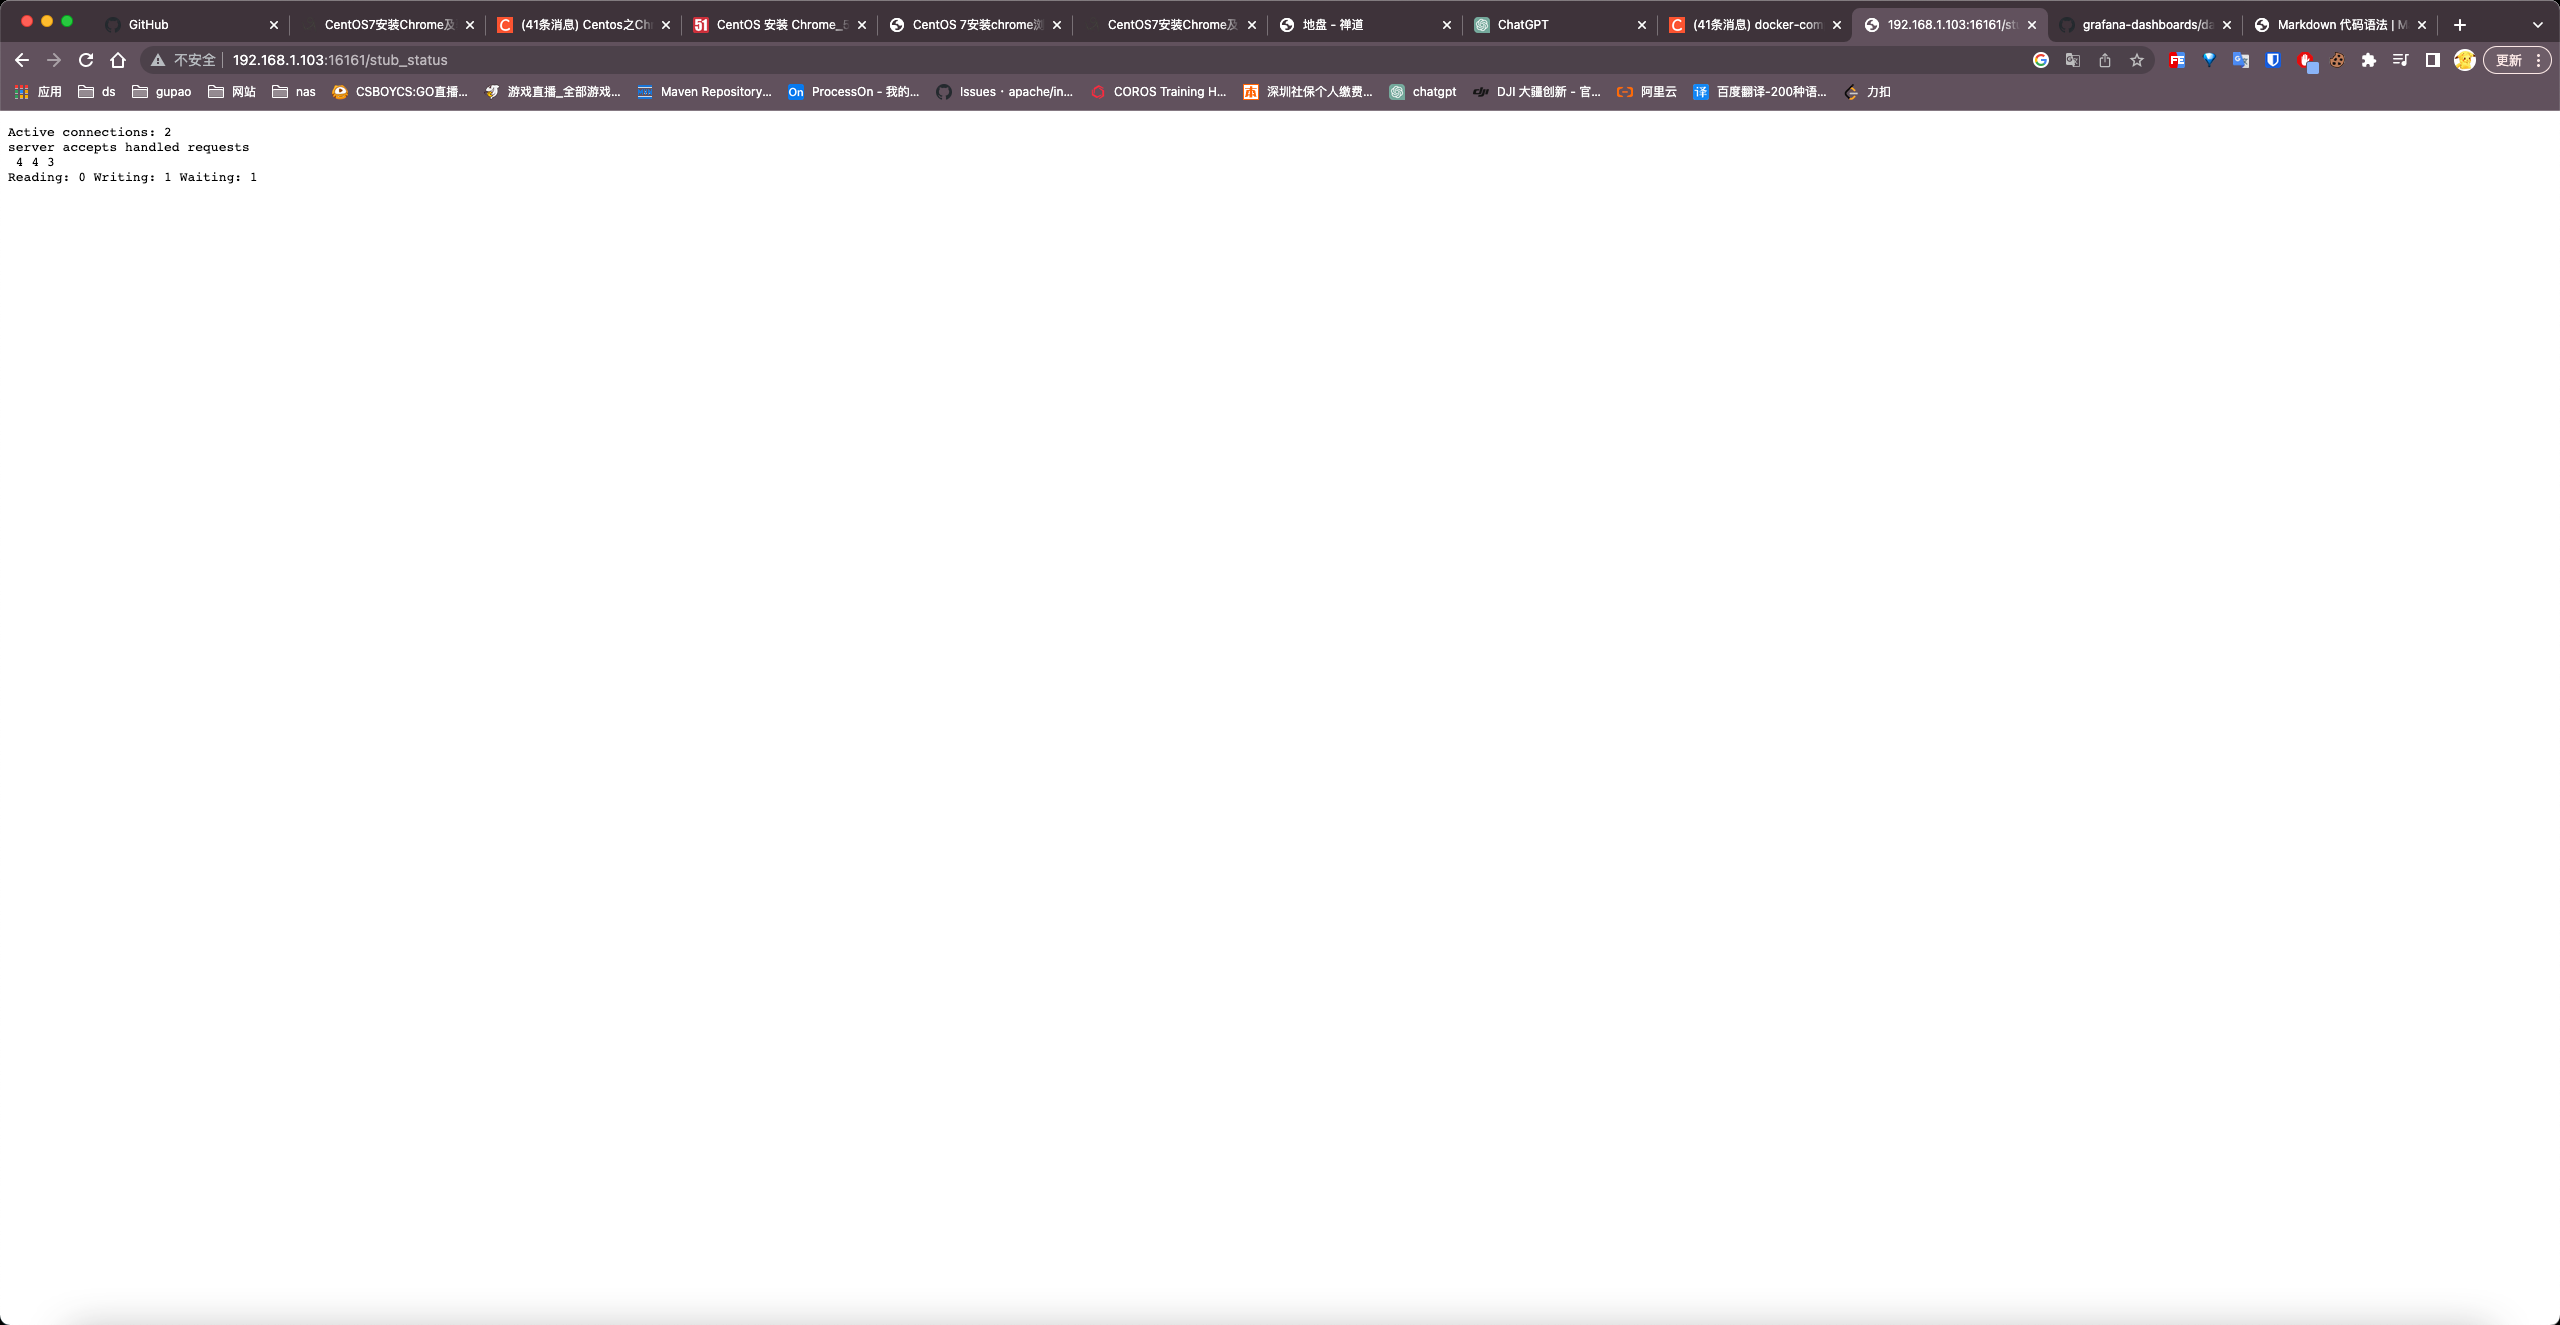 GitHub
CentOS7安装Chrome及
(41条消息) Centos之Ch
CentOS 安装 Chrome_5
CentOS 7安装chrome浏
CentOS7安装Chrome及
地盘 - 禅道
ChatGPT
(41条消息) docker-com
192.168.1.103:16161/stu
grafana-dashboards/da
Markdown 代码语法 | M
不安全 192.168.1.103:16161/stub_status
更新
应用
ds
gupao
网站
nas
CSBOYCS:GO直播...
游戏直播_全部游戏...
Maven Repository...
On ProcessOn - 我的...
Issues · apache/in...
COROS Training H...
深圳社保个人缴费...
chatgpt
DJI 大疆创新 - 官...
阿里云
译 百度翻译-200种语...
力扣
Active connections: 2
server accepts handled requests
4 4 3
Reading: 0 Writing: 1 Waiting: 1